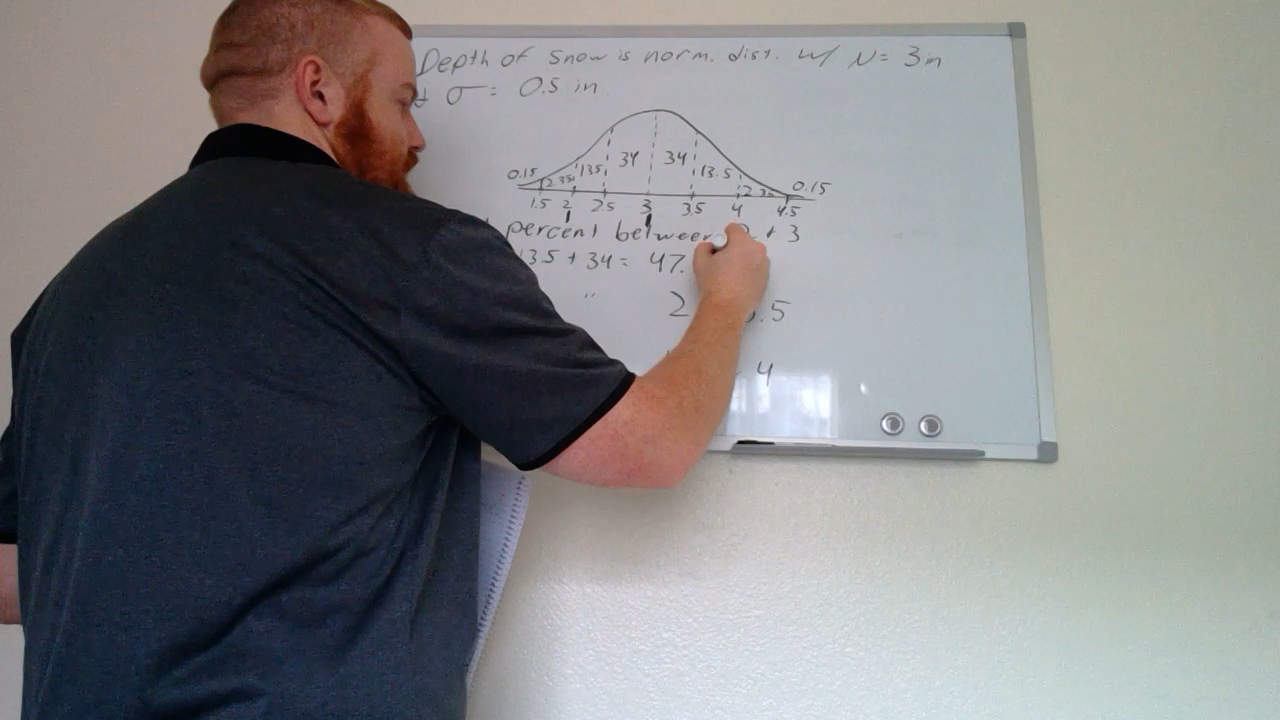 Depth of snow is norm. dist. w/ μ= 3in
σ= 0.5 in
34 34
13.5 13.5
0.15 2.35 2.35 0.15
1.5 2 2.5 3 3.5 4 4.5
percent between 2 + 3
13.5 + 34 = 47.
" 2 .5
4